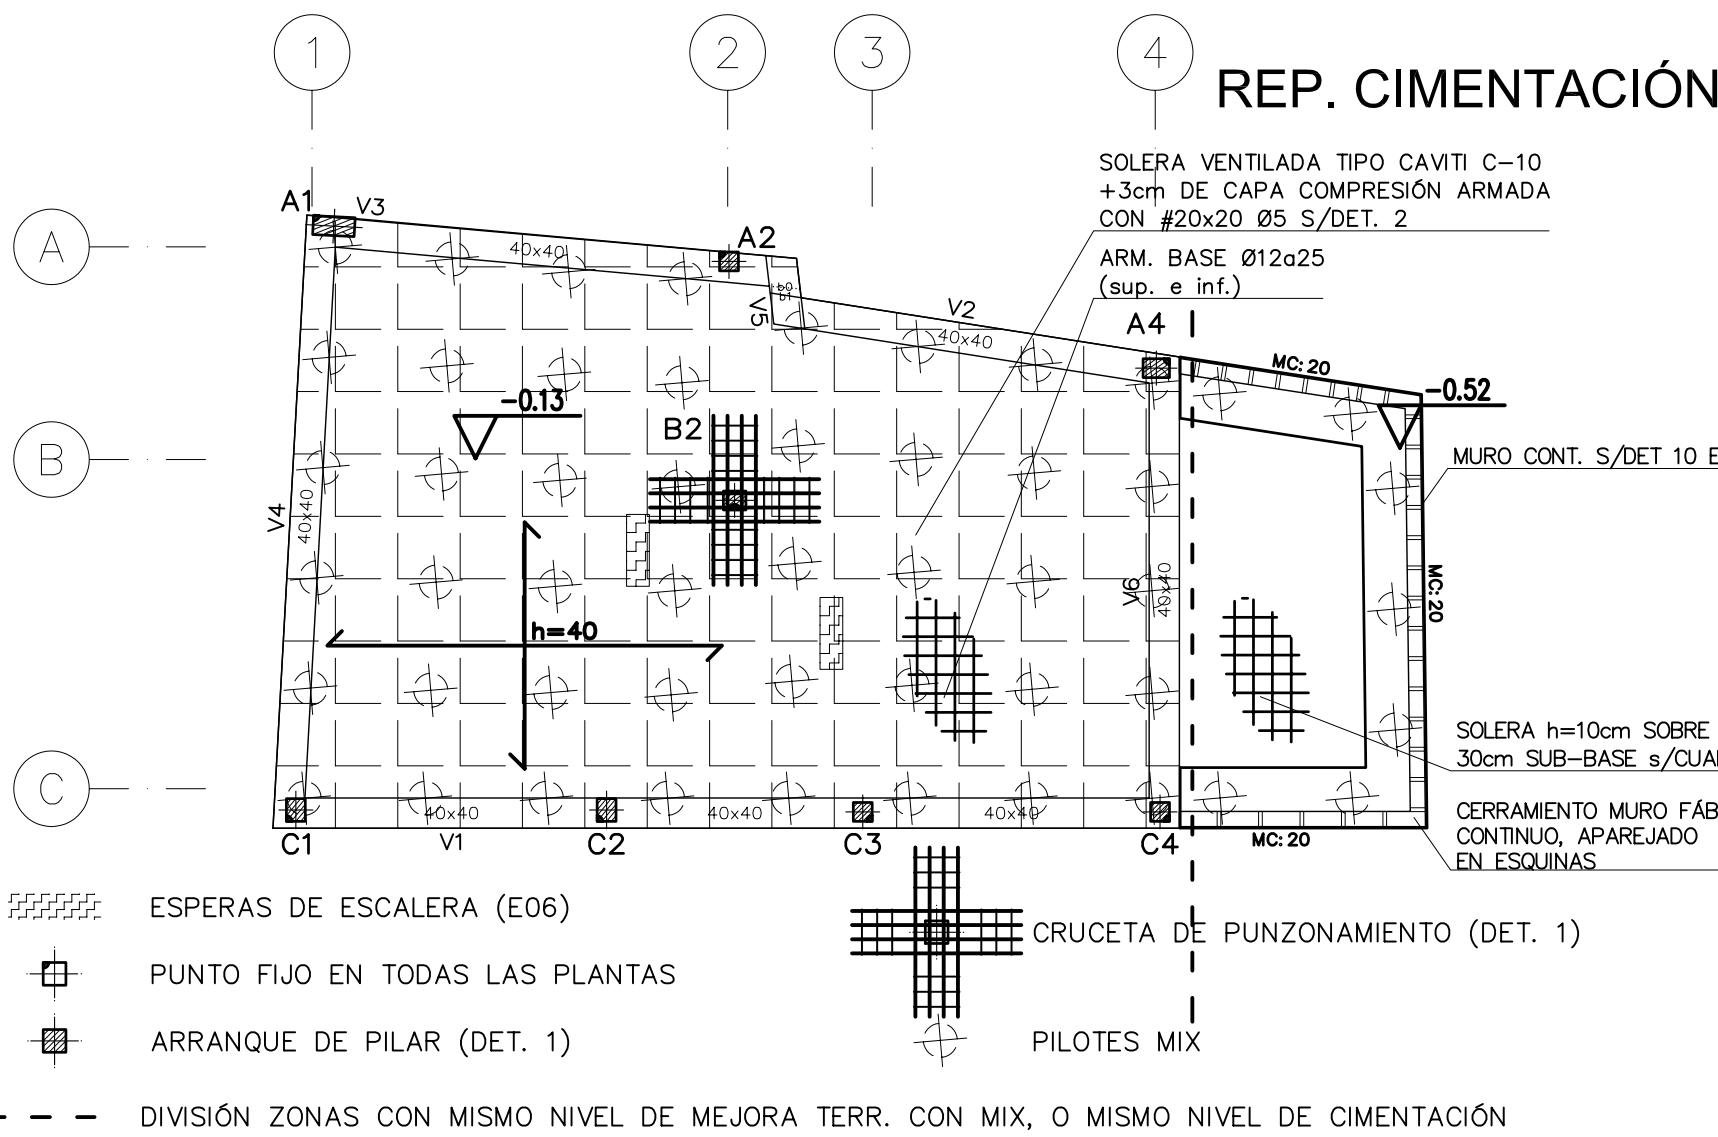 1
2
3
4
REP. CIMENTACIÓN
SOLERA VENTILADA TIPO CAVITI C-10
+3cm DE CAPA COMPRESIÓN ARMADA
CON #20x20 Ø5 S/DET. 2
A1
V3
A
A2
40x40
ARM. BASE Ø12a25
(sup. e inf.)
V5
V2
A4
40x40
MC: 20
-0.13
-0.52
B2
B
MURO CONT. S/DET 10 E
V4
40x40
V6
40x40
MC: 20
h=40
SOLERA h=10cm SOBRE
30cm SUB-BASE s/CUA
C
CERRAMIENTO MURO FÁB
CONTINUO, APAREJADO
EN ESQUINAS
40x40
40x40
40x40
C1
V1
C2
C3
C4
MC: 20
ESPERAS DE ESCALERA (E06)
CRUCETA DE PUNZONAMIENTO (DET. 1)
PUNTO FIJO EN TODAS LAS PLANTAS
ARRANQUE DE PILAR (DET. 1)
PILOTES MIX
DIVISIÓN ZONAS CON MISMO NIVEL DE MEJORA TERR. CON MIX, O MISMO NIVEL DE CIMENTACIÓN